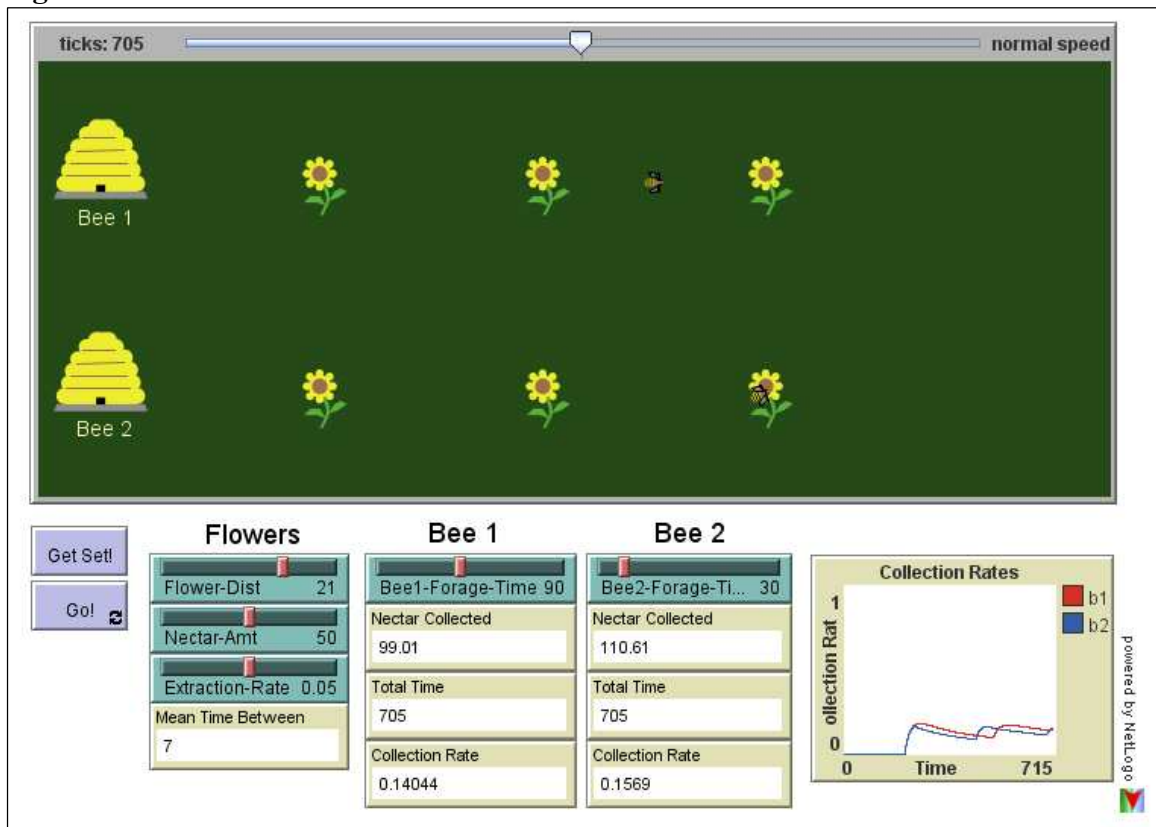 ticks: 705 normal speed
Bee 1
Bee 2
Get Set!
Go!
Flowers
Flower-Dist 21
Nectar-Amt 50
Extraction-Rate 0.05
Mean Time Between
7
Bee 1
Bee1-Forage-Time 90
Nectar Collected
99.01
Total Time
705
Collection Rate
0.14044
Bee 2
Bee2-Forage-Ti... 30
Nectar Collected
110.61
Total Time
705
Collection Rate
0.1569
Collection Rates
1
ollection Rat
0
0 Time 715
b1
b2
powered by NetLogo